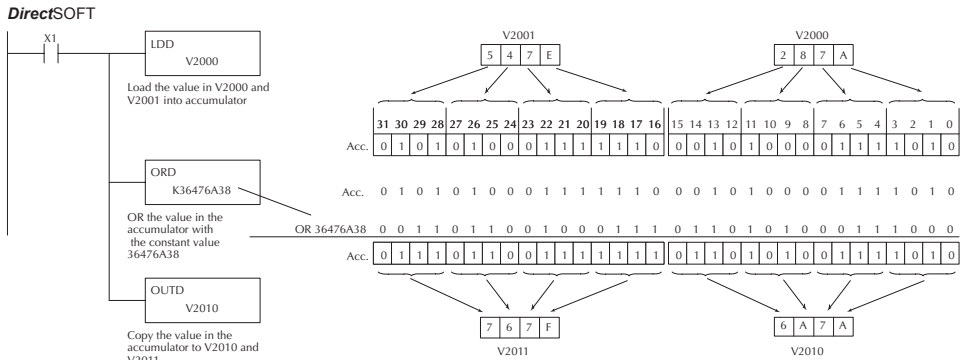 DirectSOFT
X1
LDD
V2000
Load the value in V2000 and
V2001 into accumulator
ORD
K36476A38
OR the value in the
accumulator with
the constant value
36476A38
OUTD
V2010
Copy the value in the
accumulator to V2010 and
V2011
V2001
5 4 7 E
V2000
2 8 7 A
31 30 29 28 27 26 25 24 23 22 21 20 19 18 17 16 15 14 13 12 11 10 9 8 7 6 5 4 3 2 1 0
Acc. 0 1 0 1 0 1 0 0 0 1 1 1 1 1 1 0 0 0 1 0 1 0 0 0 0 1 1 1 1 0 1 0
Acc. 0 1 0 1 0 1 0 0 0 1 1 1 1 1 1 0 0 0 1 0 1 0 0 0 0 1 1 1 1 0 1 0
OR 36476A38 0 0 1 1 0 1 1 0 0 1 0 0 0 1 1 1 0 1 1 0 1 0 1 0 0 0 1 1 1 0 0 0
Acc. 0 1 1 1 0 1 1 0 0 1 1 1 1 1 1 1 0 1 1 0 1 0 1 0 0 1 1 1 1 0 1 0
7 6 7 F
V2011
6 A 7 A
V2010